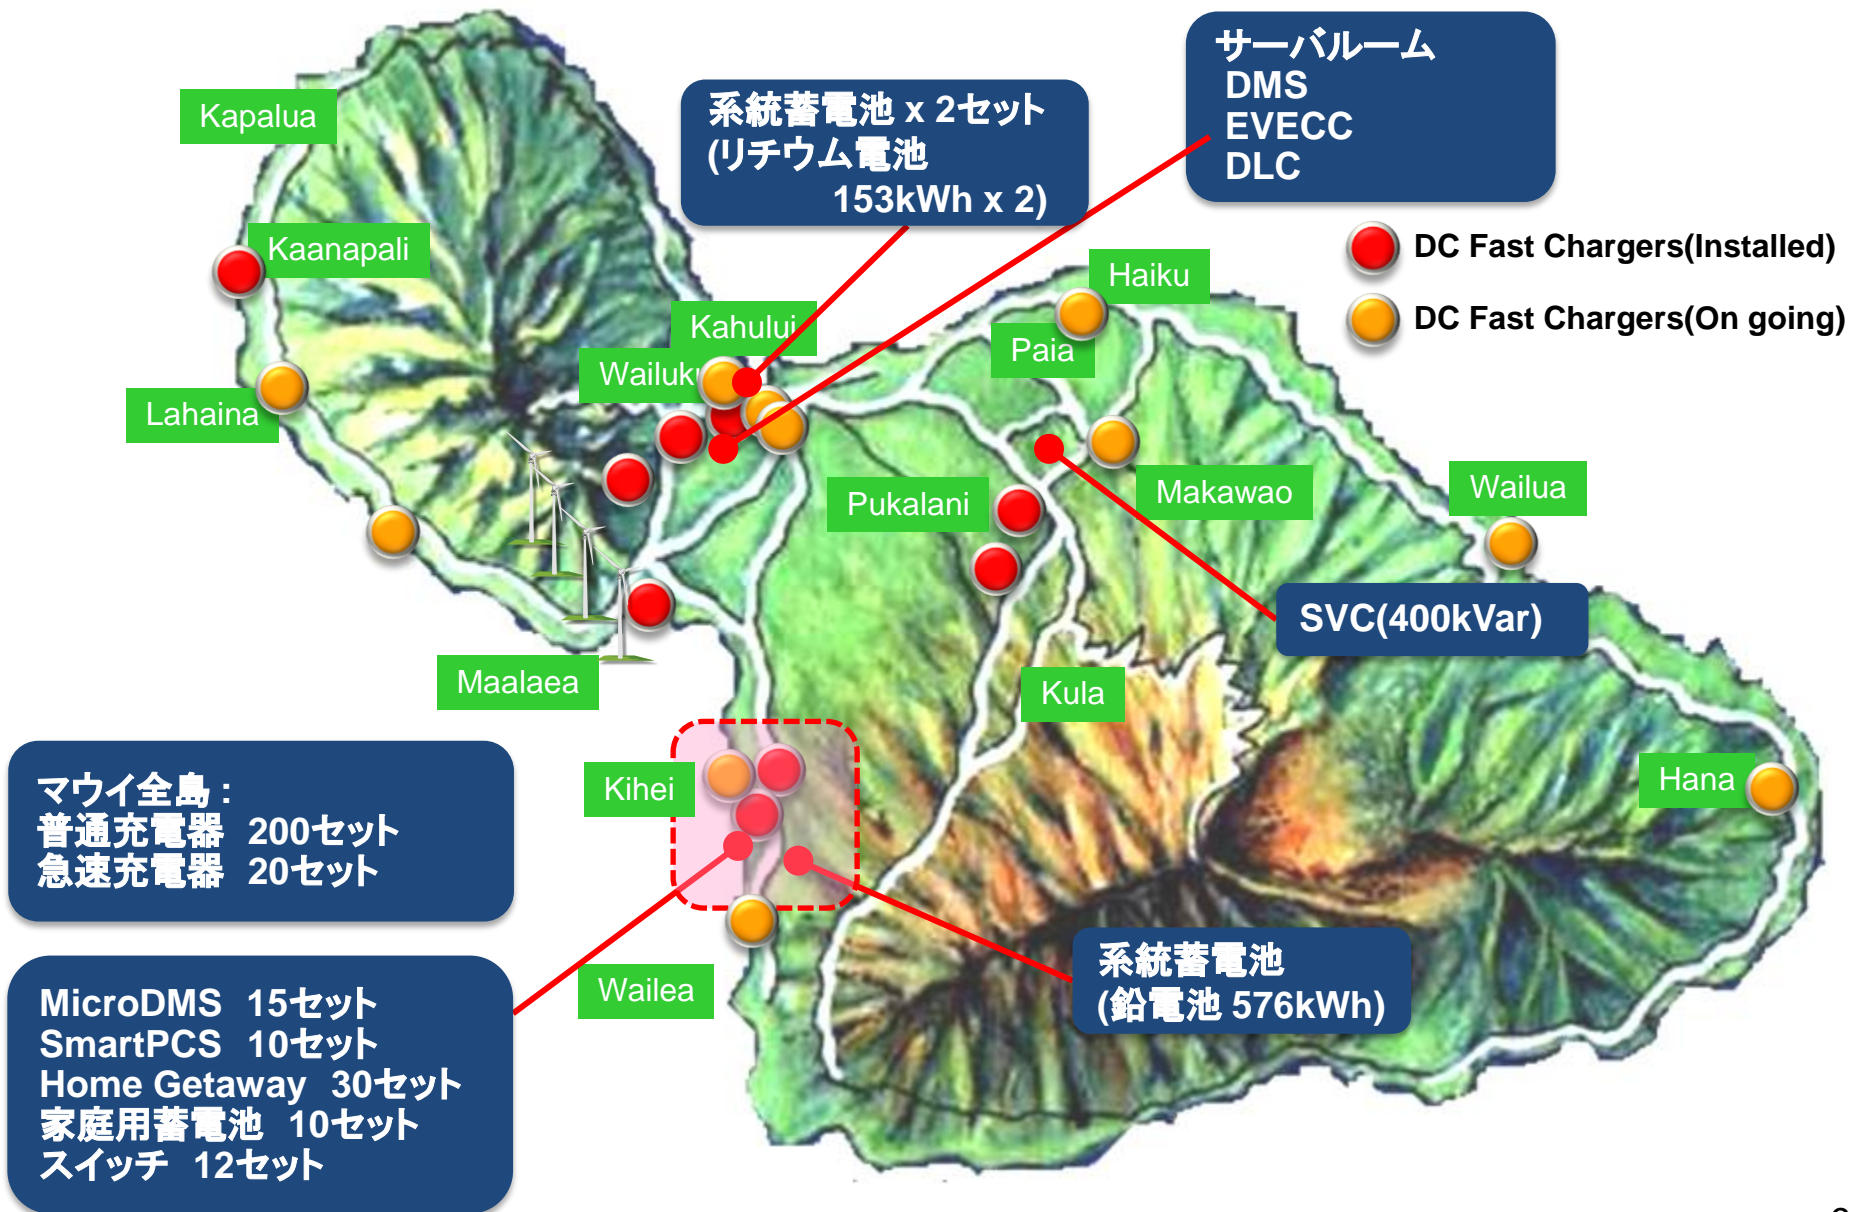 サーバルーム
DMS
EVECC
DLC
系統蓄電池 x 2セット
(リチウム電池
153kWh x 2)
Kapalua
DC Fast Chargers(Installed)
DC Fast Chargers(On going)
Kaanapali
Haiku
Kahului
Paia
Wailuku
Lahaina
Pukalani
Makawao
Wailua
SVC(400kVar)
Maalaea
Kula
Kihei
Hana
マウイ全島 :
普通充電器 200セット
急速充電器 20セット
Wailea
系統蓄電池
(鉛電池 576kWh)
MicroDMS 15セット
SmartPCS 10セット
Home Getaway 30セット
家庭用蓄電池 10セット
スイッチ 12セット